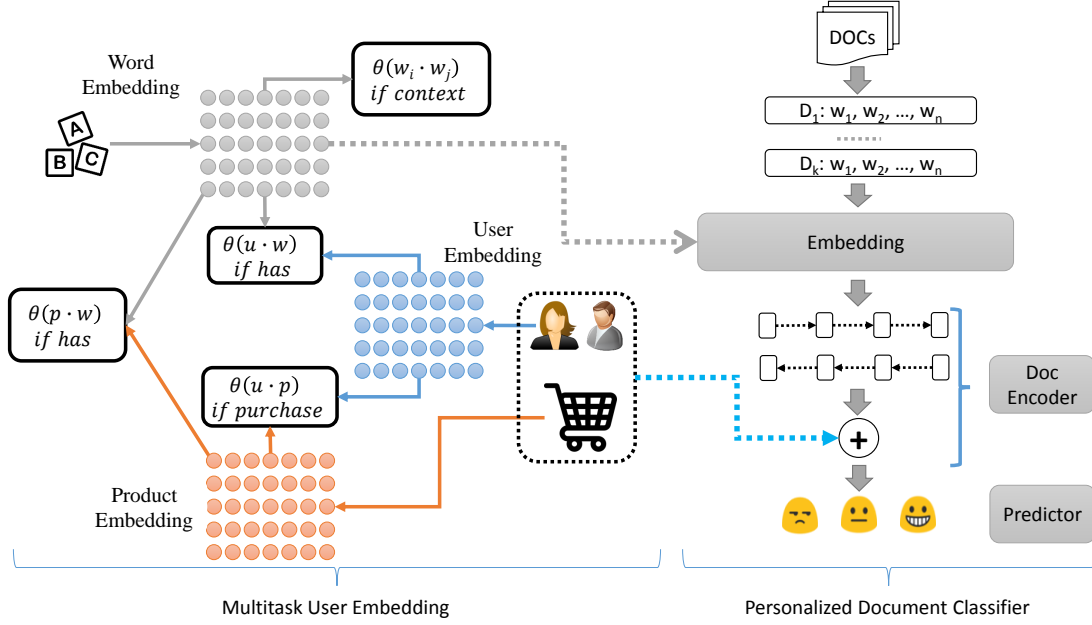 Word
Embedding
θ(w_i · w_j)
if context
A
B
C
θ(u · w)
if has
User
Embedding
θ(p · w)
if has
θ(u · p)
if purchase
Product
Embedding
Multitask User Embedding
DOCs
D_1: w_1, w_2, …, w_n
D_k: w_1, w_2, …, w_n
Embedding
Doc
Encoder
+
Predictor
Personalized Document Classifier